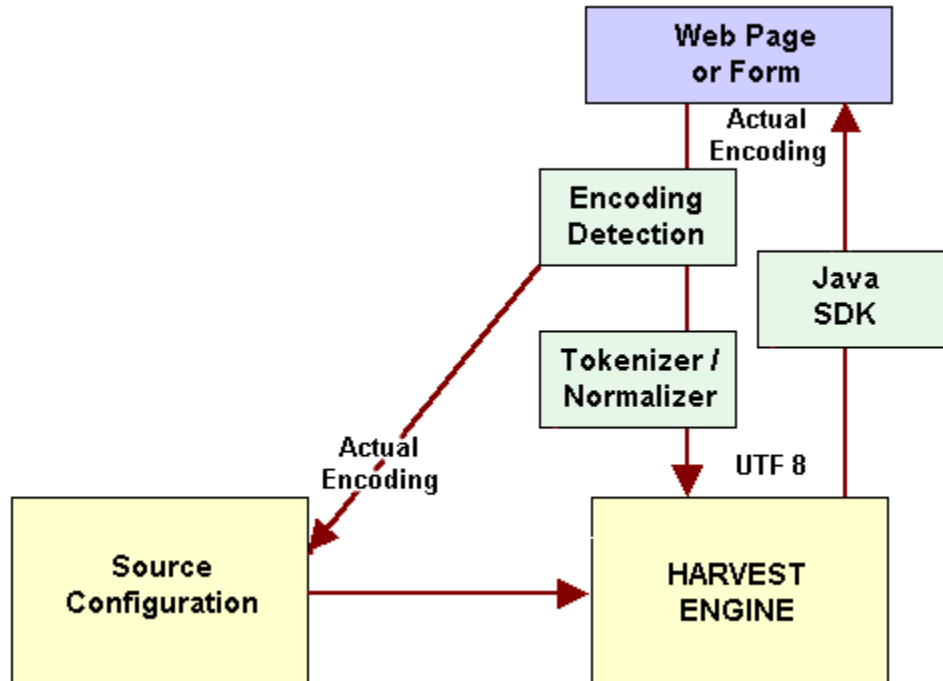 Web Page
or Form
Actual
Encoding
Encoding
Detection
Java
SDK
Tokenizer /
Normalizer
Actual
Encoding
UTF 8
Source
Configuration
HARVEST
ENGINE